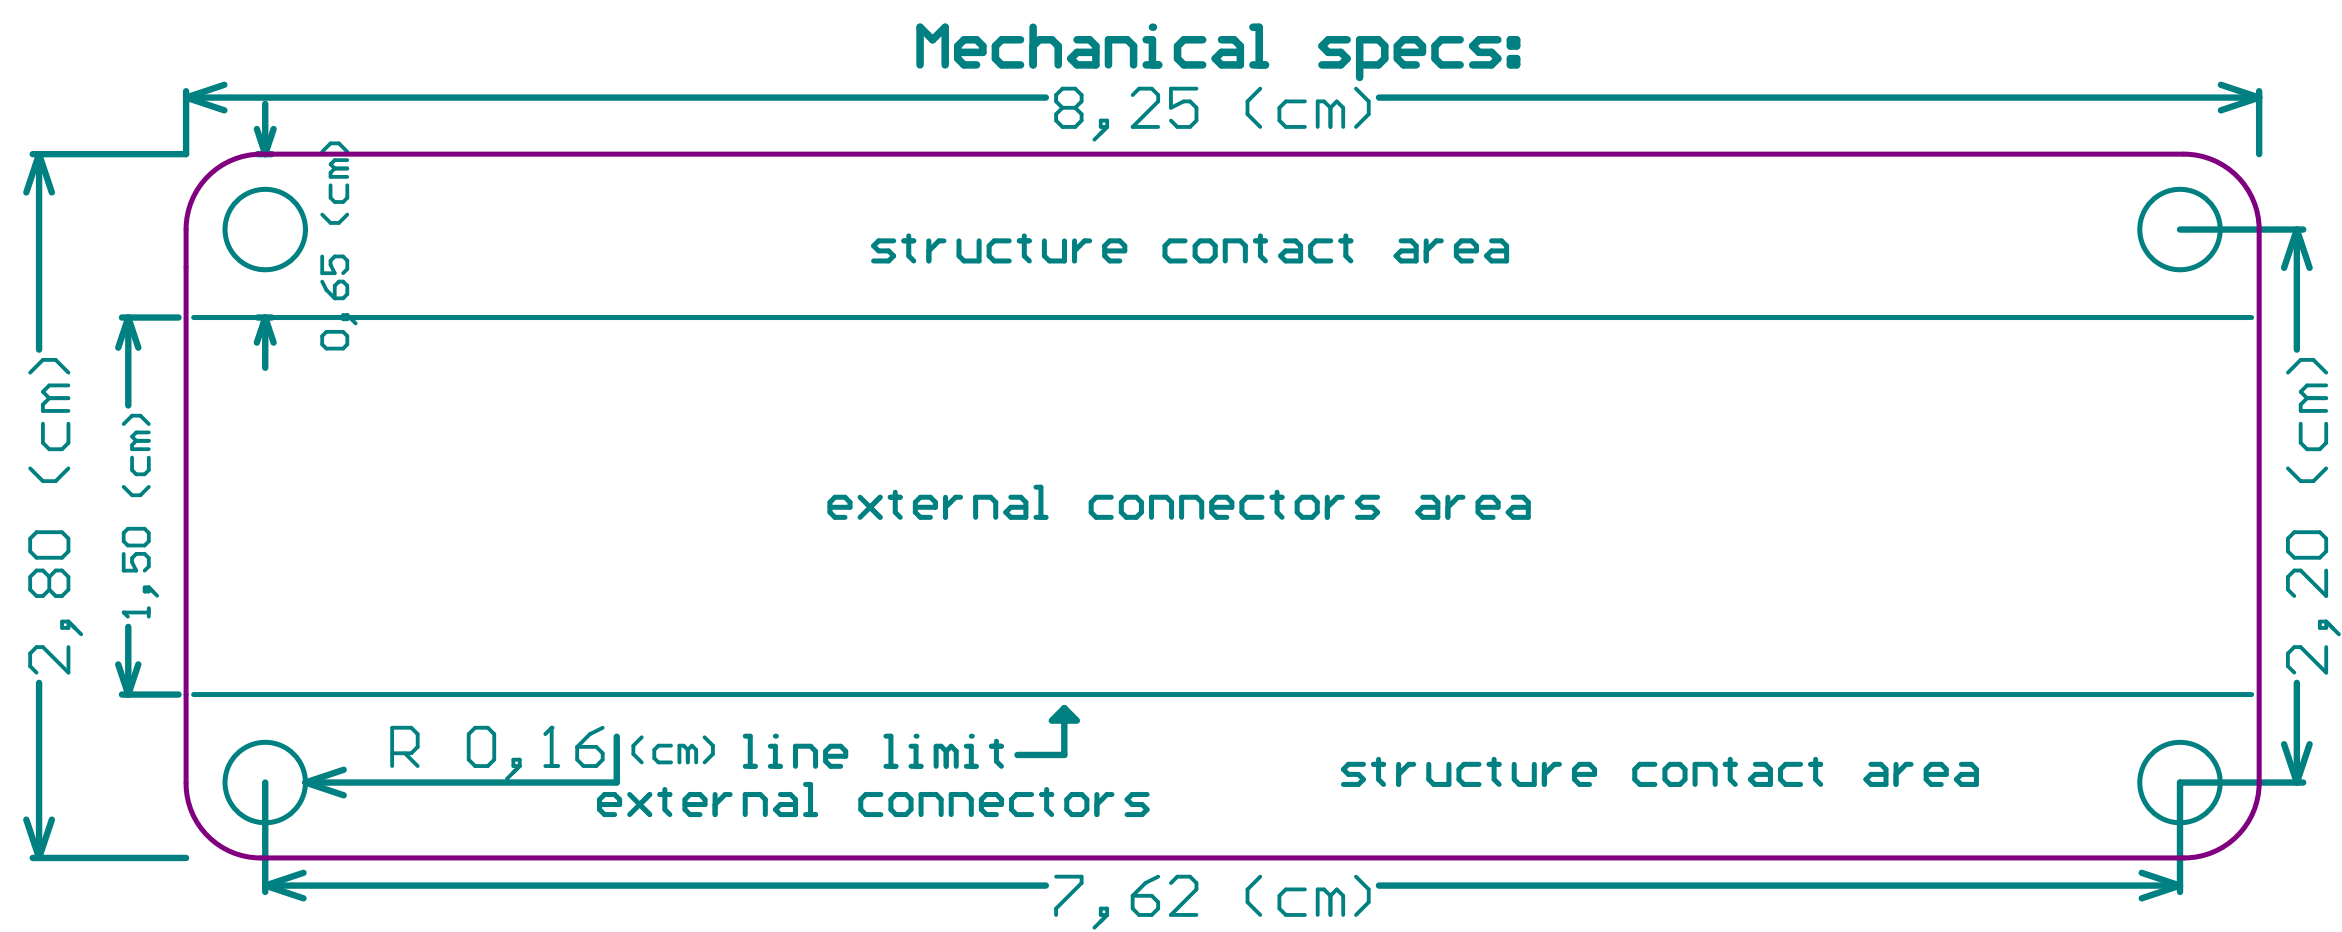 Mechanical specs:
8,25 (cm)
0,65 (cm)
structure contact area
2,80 (cm)
1,50 (cm)
2,20 (cm)
external connectors area
R 0,16(cm)
line limit
external connectors
structure contact area
7,62 (cm)